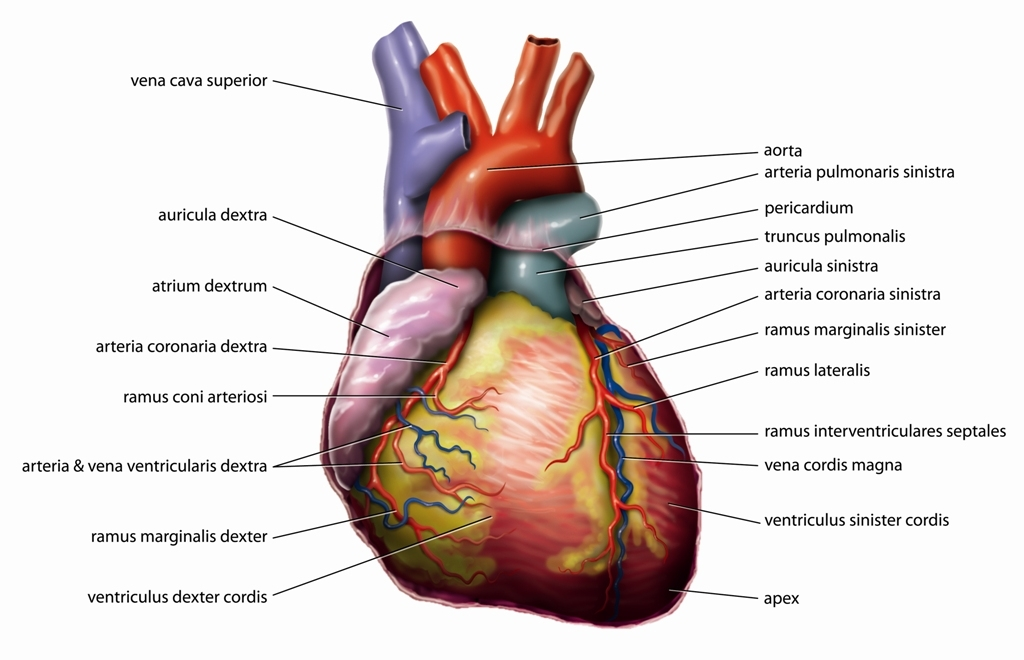 vena cava superior
auricula dextra
atrium dextrum
arteria coronaria dextra
ramus coni arteriosi
arteria & vena ventricularis dextra
ramus marginalis dexter
ventriculus dexter cordis
aorta
arteria pulmonaris sinistra
pericardium
truncus pulmonalis
auricula sinistra
arteria coronaria sinistra
ramus marginalis sinister
ramus lateralis
ramus interventriculares septales
vena cordis magna
ventriculus sinister cordis
apex